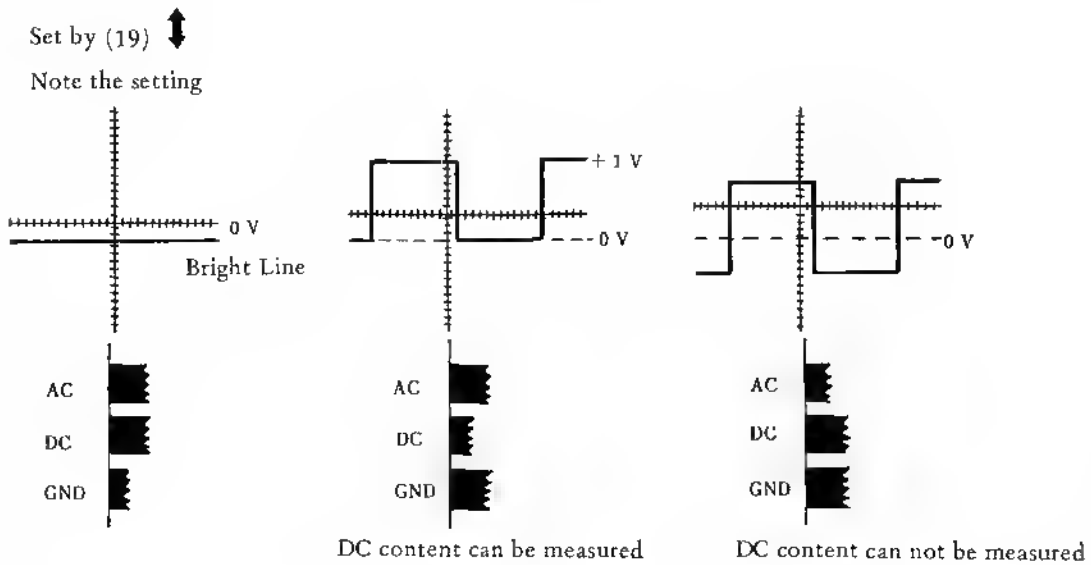 Set by (19)
Note the setting
0 V
Bright Line
AC
DC
GND
+ 1 V
0 V
AC
DC
GND
DC content can be measured
0 V
AC
DC
GND
DC content can not be measured